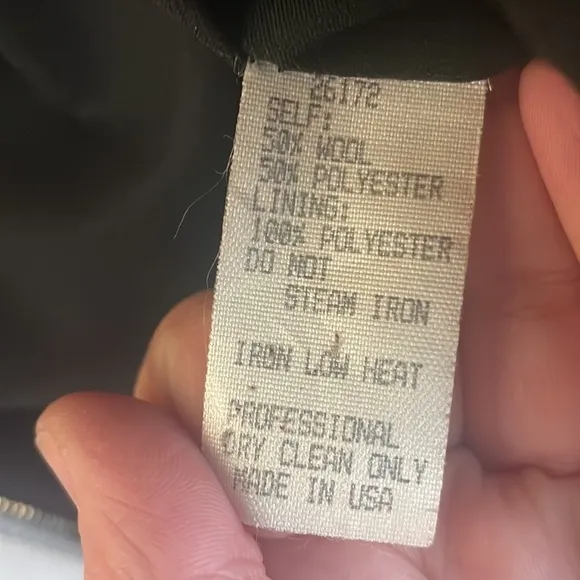 26172
SELF:
50% WOOL
50% POLYESTER
LINING:
100% POLYESTER
DO NOT
STEAM IRON
IRON LOW HEAT
PROFESSIONAL
DRY CLEAN ONLY
MADE IN USA